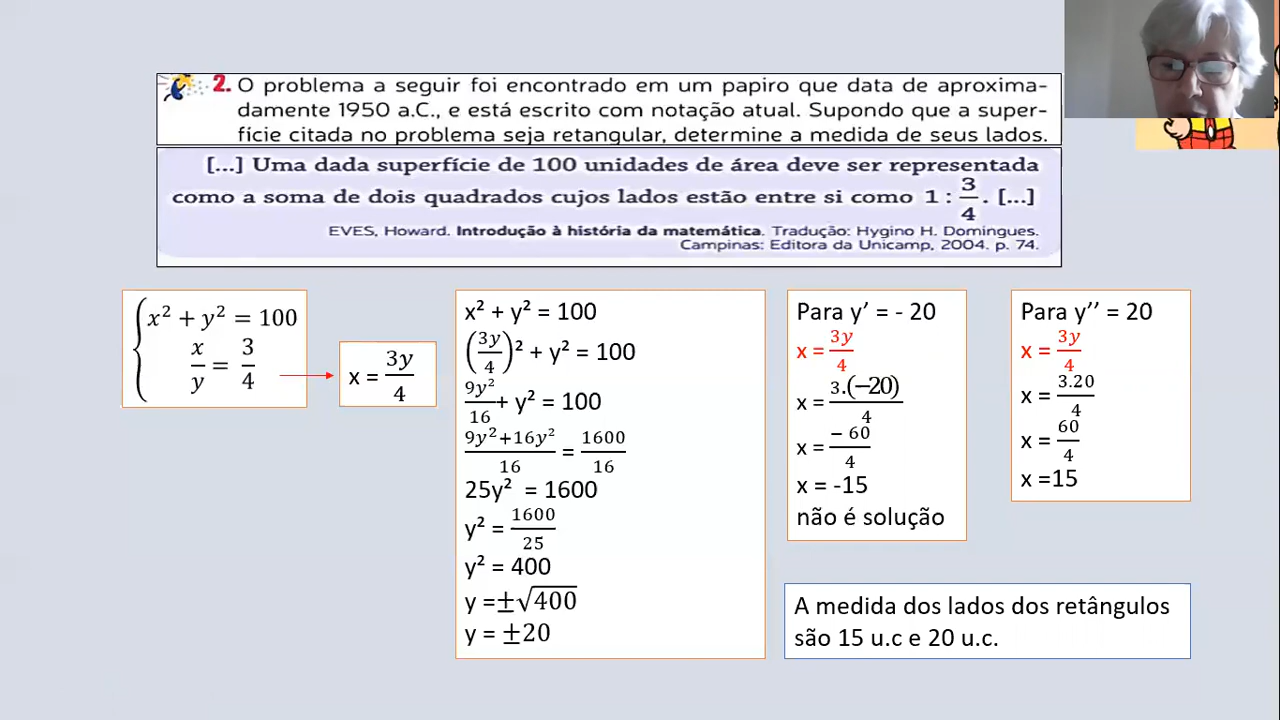 2. O problema a seguir foi encontrado em um papiro que data de aproxima-
damente 1950 a.C., e está escrito com notação atual. Supondo que a super-
fície citada no problema seja retangular, determine a medida de seus lados.
[...] Uma dada superfície de 100 unidades de área deve ser representada
como a soma de dois quadrados cujos lados estão entre si como 1 : 3/4. [...]
EVES, Howard. Introdução à história da matemática. Tradução: Hygino H. Domingues.
Campinas: Editora da Unicamp, 2004. p. 74.
x² + y² = 100
x/y = 3/4
x = 3y/4
x² + y² = 100
(3y/4)² + y² = 100
9y²/16 + y² = 100
9y²+16y²/16 = 1600/16
25y² = 1600
y² = 1600/25
y² = 400
y =±√400
y = ±20
Para y’ = - 20
x = 3y/4
x = 3.(−20)/4
x = − 60/4
x = -15
não é solução
Para y’’ = 20
x = 3y/4
x = 3.20/4
x = 60/4
x =15
A medida dos lados dos retângulos
são 15 u.c e 20 u.c.